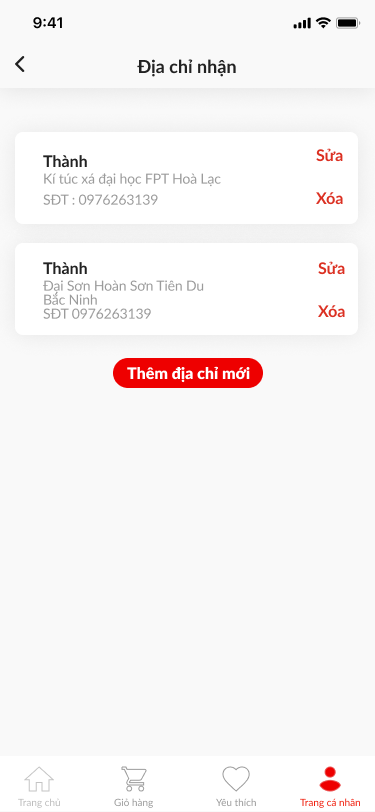 9:41
Địa chỉ nhận
Thành
Sửa
Kí túc xá đại học FPT Hoà Lạc
SĐT : 0976263139
Xóa
Thành
Sửa
Đại Sơn Hoàn Sơn Tiên Du
Bắc Ninh
SĐT 0976263139
Xóa
Thêm địa chỉ mới
Trang chủ
Giỏ hàng
Yêu thích
Trang cá nhân